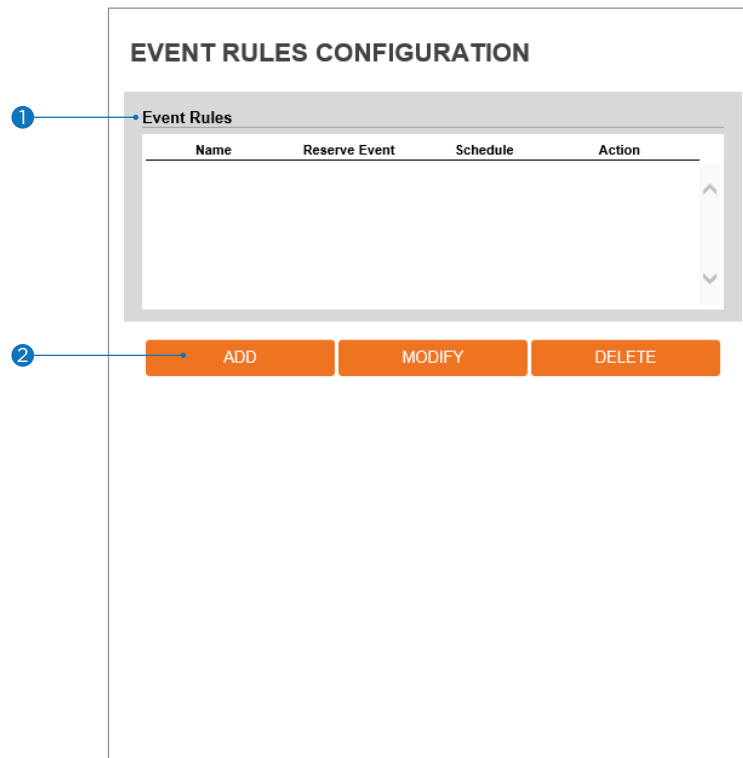 EVENT RULES CONFIGURATION
1
Event Rules
Name Reserve Event Schedule Action
2
ADD MODIFY DELETE